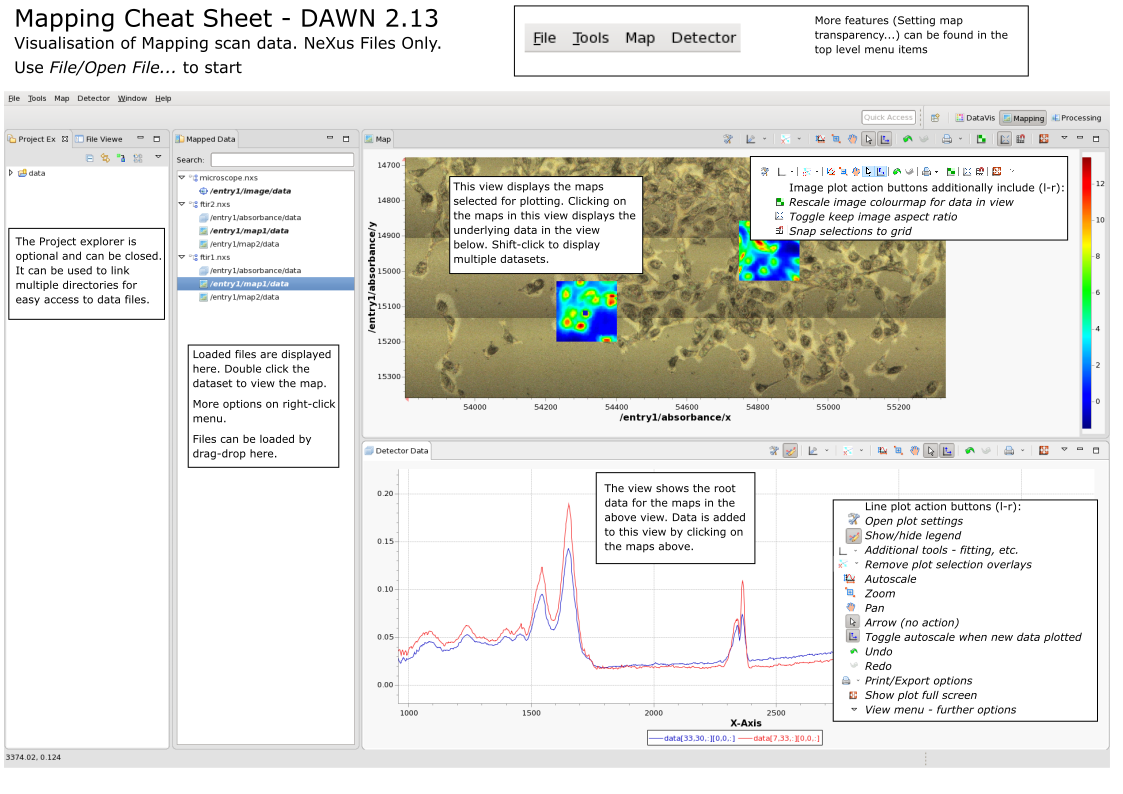 Mapping Cheat Sheet - DAWN 2.13
Visualisation of Mapping scan data. NeXus Files Only.
Use File/Open File... to start
File Tools Map Detector
More features (Setting map
transparency...) can be found in the
top level menu items
File Tools Map Detector Window Help
Quick Access
DataVis Mapping Processing
Project Ex File Viewe
Mapped Data
Map
data
Search:
microscope.nxs
/entry1/image/data
ftir2.nxs
/entry1/absorbance/data
/entry1/map1/data
/entry1/map2/data
ftir1.nxs
/entry1/absorbance/data
/entry1/map1/data
/entry1/map2/data
The Project explorer is
optional and can be closed.
It can be used to link
multiple directories for
easy access to data files.
Loaded files are displayed
here. Double click the
dataset to view the map.
More options on right-click
menu.
Files can be loaded by
drag-drop here.
This view displays the maps
selected for plotting. Clicking on
the maps in this view displays the
underlying data in the view
below. Shift-click to display
multiple datasets.
Image plot action buttons additionally include (l-r):
Rescale image colourmap for data in view
Toggle keep image aspect ratio
Snap selections to grid
/entry1/absorbance/y
14700
14800
14900
15000
15100
15200
15300
54000 54200 54400 54600 54800 55000 55200
/entry1/absorbance/x
12
10
8
6
4
2
0
Detector Data
The view shows the root
data for the maps in the
above view. Data is added
to this view by clicking on
the maps above.
Line plot action buttons (l-r):
Open plot settings
Show/hide legend
Additional tools - fitting, etc.
Remove plot selection overlays
Autoscale
Zoom
Pan
Arrow (no action)
Toggle autoscale when new data plotted
Undo
Redo
Print/Export options
Show plot full screen
View menu - further options
0.20
0.15
0.10
0.05
0.00
1000 1500 2000 2500
X-Axis
data[33,30,:][0,0,:] data[7,33,:][0,0,:]
3374.02, 0.124